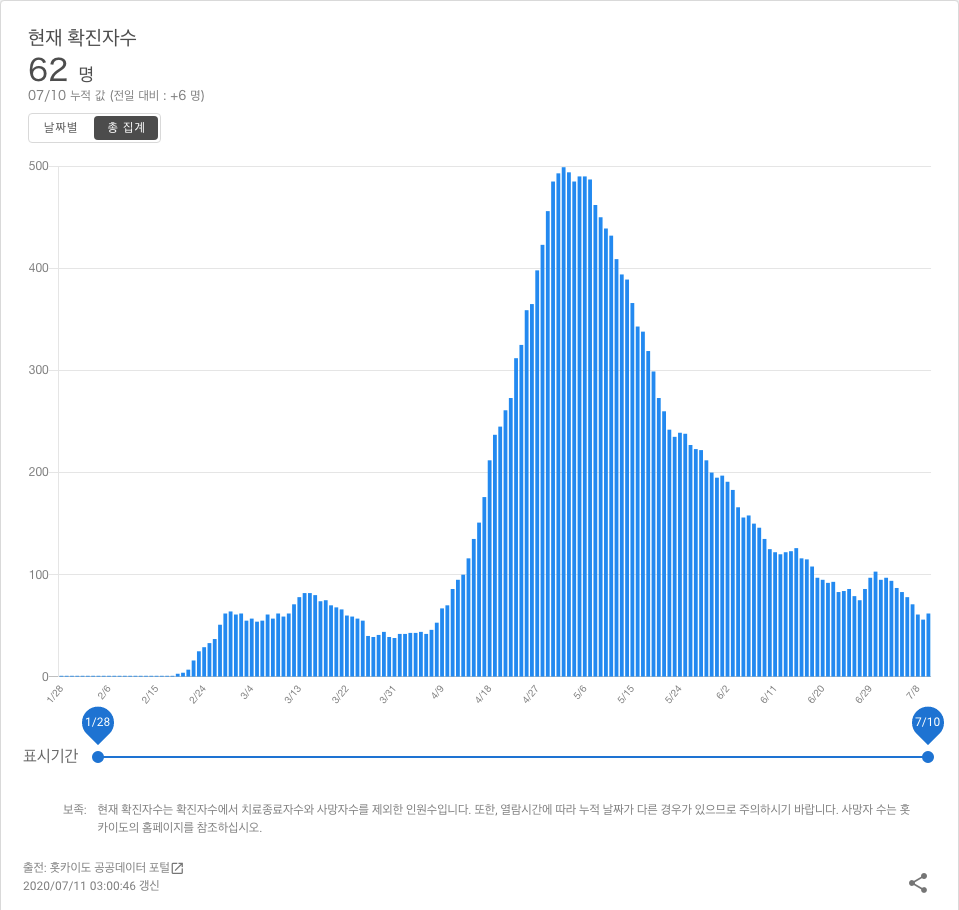 현재 확진자수
62 명
07/10 누적 값 (전일 대비 : +6 명)
날짜별 총 집계
500
400
300
200
100
0
1/28 2/6 2/15 2/24 3/4 3/13 3/22 3/31 4/9 4/18 4/27 5/6 5/15 5/24 6/2 6/11 6/20 6/29 7/8
1/28 7/10
표시기간
보족: 현재 확진자수는 확진자수에서 치료종료자수와 사망자수를 제외한 인원수입니다. 또한, 열람시간에 따라 누적 날짜가 다른 경우가 있으므로 주의하시기 바랍니다. 사망자 수는 홋
카이도의 홈페이지를 참조하십시오.
출전: 홋카이도 공공데이터 포털
2020/07/11 03:00:46 갱신